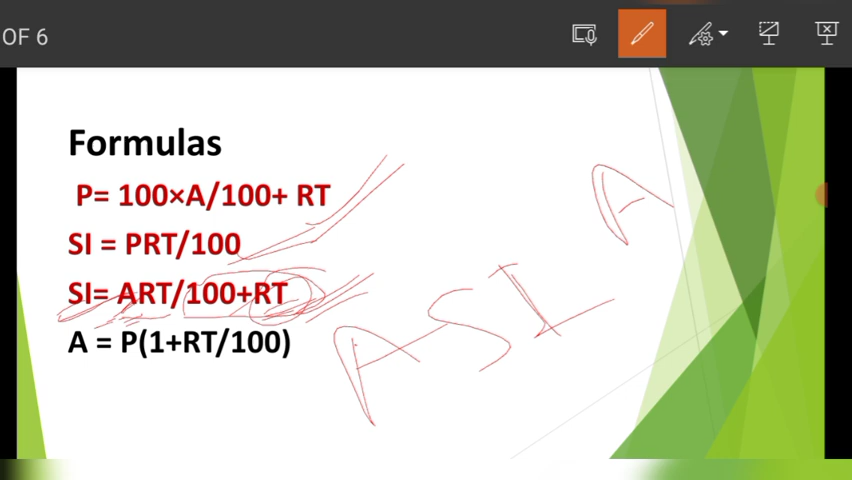 OF 6
Formulas
P= 100×A/100+ RT
SI = PRT/100
SI= ART/100+RT
A = P(1+RT/100)
A SI A